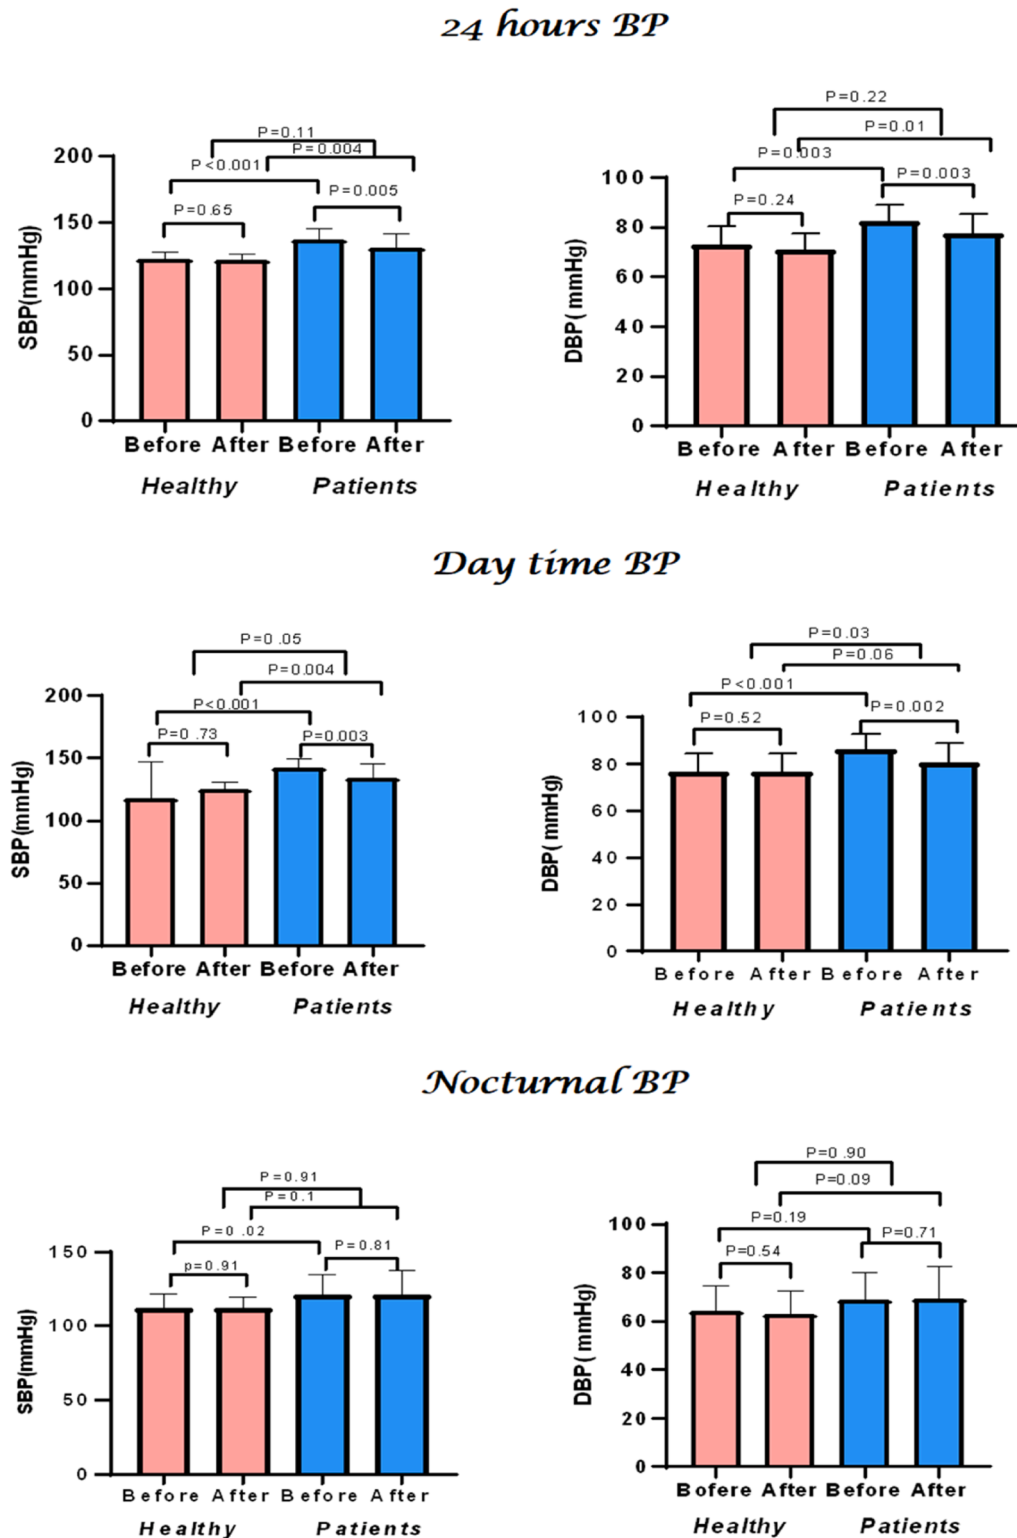 24 hours BP
P=0.11
P=0.004
P<0.001
P=0.005
P=0.65
SBP(mmHg)
200
150
100
50
0
Before After Before After
Healthy Patients
P=0.22
P=0.01
P=0.003
P=0.003
P=0.24
DBP( mmHg)
100
80
60
40
20
0
Before After Before After
Healthy Patients
Day time BP
P=0 .05
P=0.004
P<0.001
P=0 .73
P=0.003
SBP(mmHg)
200
150
100
50
0
Before After Before After
Healthy Patients
P=0.03
P=0.06
P<0.001
P=0.002
P=0.52
DBP( mmHg)
100
80
60
40
20
0
Before After Before After
Healthy Patients
Nocturnal BP
P=0.91
P=0.1
P=0 .02
P=0.81
p=0.91
SBP(mmHg)
150
100
50
0
Before After Before After
Healthy Patients
P=0 .90
P=0.09
P=0.19
P=0.71
P=0.54
DBP( mmHg)
100
80
60
40
20
0
Bofere After Before After
Healthy Patients